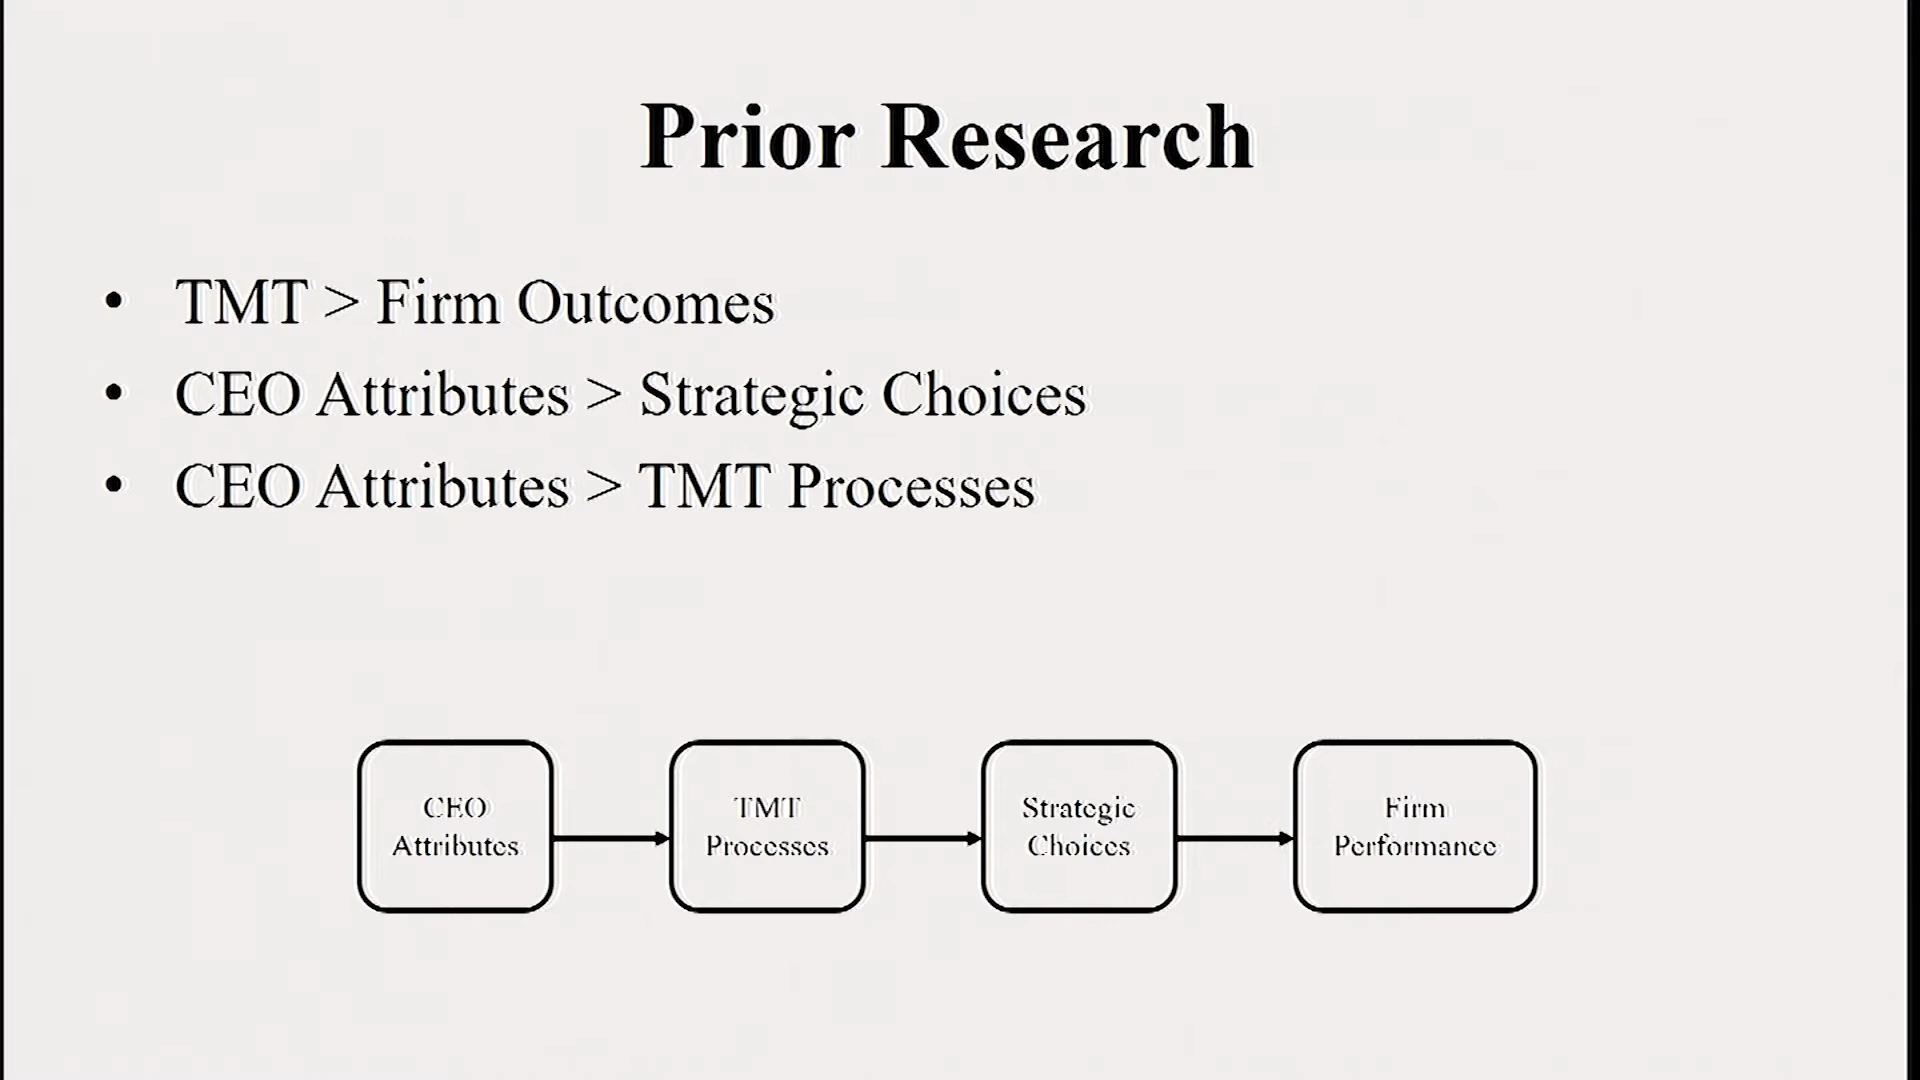 Prior Research
• TMT > Firm Outcomes
• CEO Attributes > Strategic Choices
• CEO Attributes > TMT Processes
CEO
Attributes
TMT
Processes
Strategic
Choices
Firm
Performance